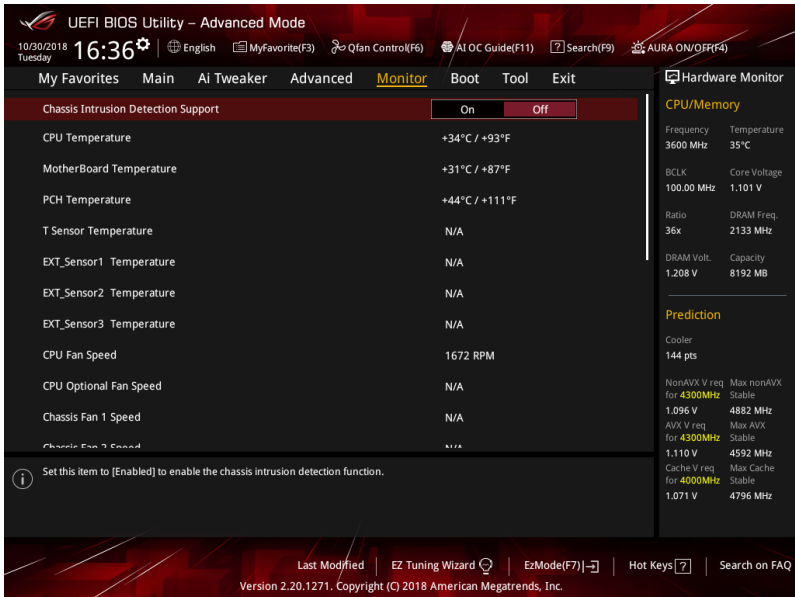 UEFI BIOS Utility – Advanced Mode
10/30/2018 Tuesday 16:36 English MyFavorite(F3) Qfan Control(F6) AI OC Guide(F11) Search(F9) AURA ON/OFF(F4)
My Favorites Main Ai Tweaker Advanced Monitor Boot Tool Exit
Chassis Intrusion Detection Support On Off
CPU Temperature +34°C / +93°F
MotherBoard Temperature +31°C / +87°F
PCH Temperature +44°C / +111°F
T Sensor Temperature N/A
EXT_Sensor1 Temperature N/A
EXT_Sensor2 Temperature N/A
EXT_Sensor3 Temperature N/A
CPU Fan Speed 1672 RPM
CPU Optional Fan Speed N/A
Chassis Fan 1 Speed N/A
Chassis Fan 2 Speed N/A
Set this item to [Enabled] to enable the chassis intrusion detection function.
Hardware Monitor
CPU/Memory
Frequency Temperature
3600 MHz 35°C
BCLK Core Voltage
100.00 MHz 1.101 V
Ratio DRAM Freq.
36x 2133 MHz
DRAM Volt. Capacity
1.208 V 8192 MB
Prediction
Cooler
144 pts
NonAVX V req Max nonAVX
for 4300MHz Stable
1.096 V 4882 MHz
AVX V req Max AVX
for 4300MHz Stable
1.110 V 4592 MHz
Cache V req Max Cache
for 4000MHz Stable
1.071 V 4796 MHz
Last Modified EZ Tuning Wizard EzMode(F7) Hot Keys ? Search on FAQ
Version 2.20.1271. Copyright (C) 2018 American Megatrends, Inc.